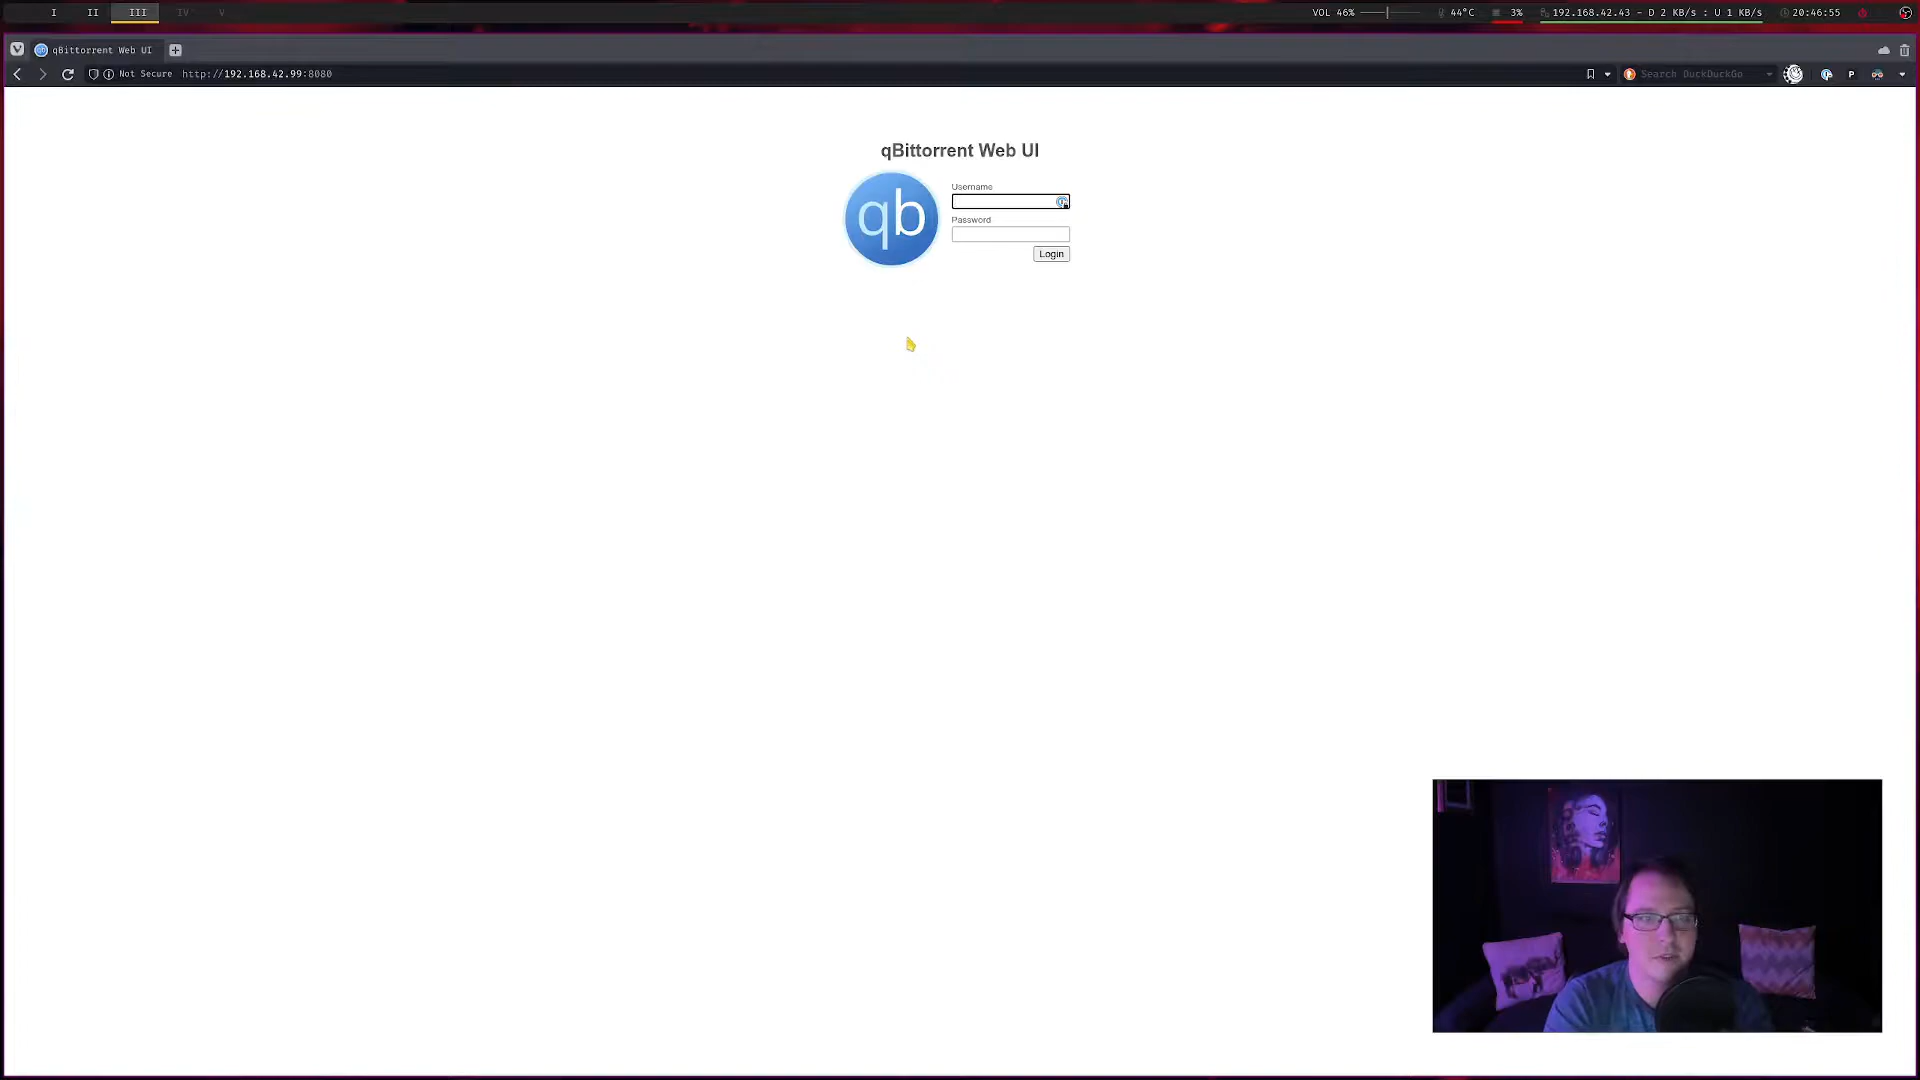 I II III IV V VOL 46% 44°C 3% 192.168.42.43 - D 2 KB/s : U 1 KB/s 20:46:55
qBittorrent Web UI
Not Secure http://192.168.42.99:8080 Search DuckDuckGo P
qBittorrent Web UI
qb
Username
Password
Login